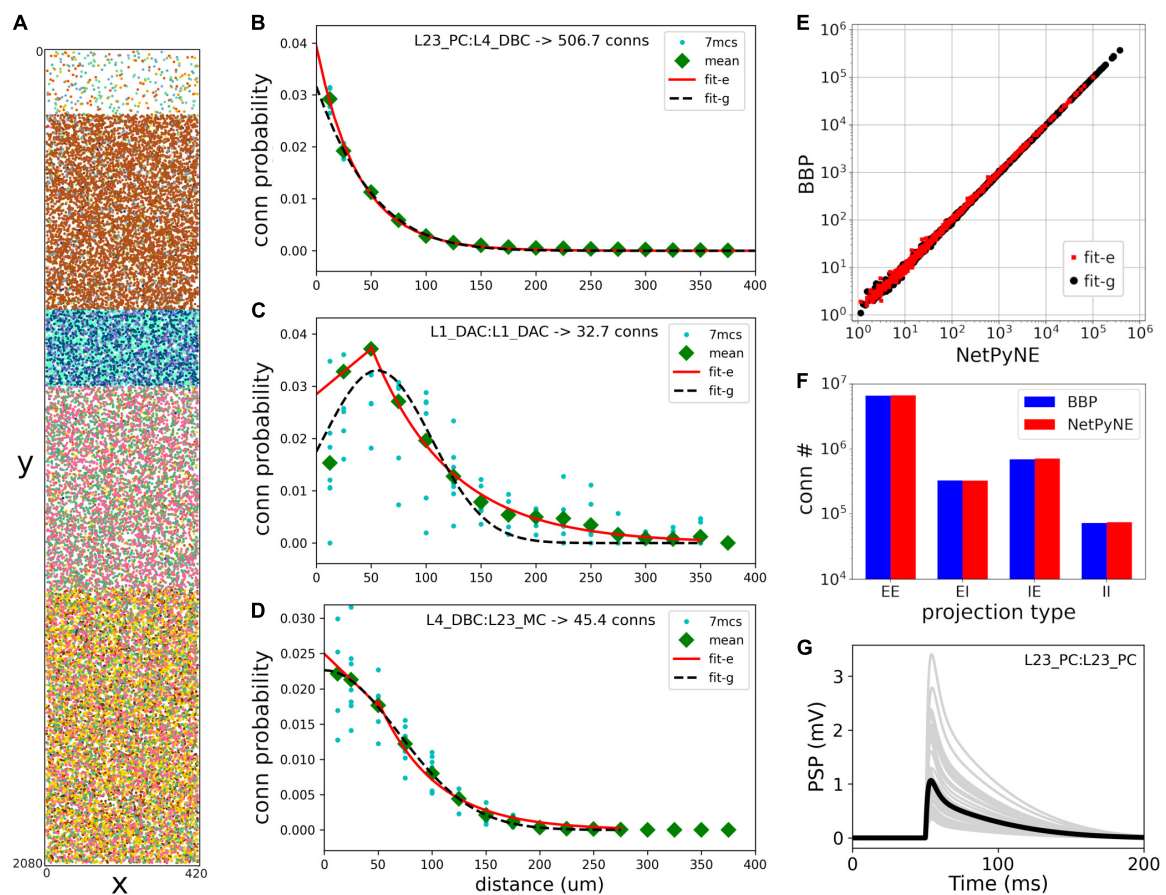 A
0
y
2080
0
420
x
B
L23_PC:L4_DBC -> 506.7 conns
7mcs
mean
fit-e
fit-g
conn probability
0.04
0.03
0.02
0.01
0.00
0 50 100 150 200 250 300 350 400
C
L1_DAC:L1_DAC -> 32.7 conns
7mcs
mean
fit-e
fit-g
conn probability
0.04
0.03
0.02
0.01
0.00
0 50 100 150 200 250 300 350 400
D
L4_DBC:L23_MC -> 45.4 conns
7mcs
mean
fit-e
fit-g
conn probability
0.030
0.025
0.020
0.015
0.010
0.005
0.000
0 50 100 150 200 250 300 350 400
distance (um)
E
BBP
10⁶
10⁵
10⁴
10³
10²
10¹
10⁰
fit-e
fit-g
10⁰ 10¹ 10² 10³ 10⁴ 10⁵ 10⁶
NetPyNE
F
conn #
10⁷
10⁶
10⁵
10⁴
BBP
NetPyNE
EE EI IE II
projection type
G
L23_PC:L23_PC
PSP (mV)
3
2
1
0
0 100 200
Time (ms)